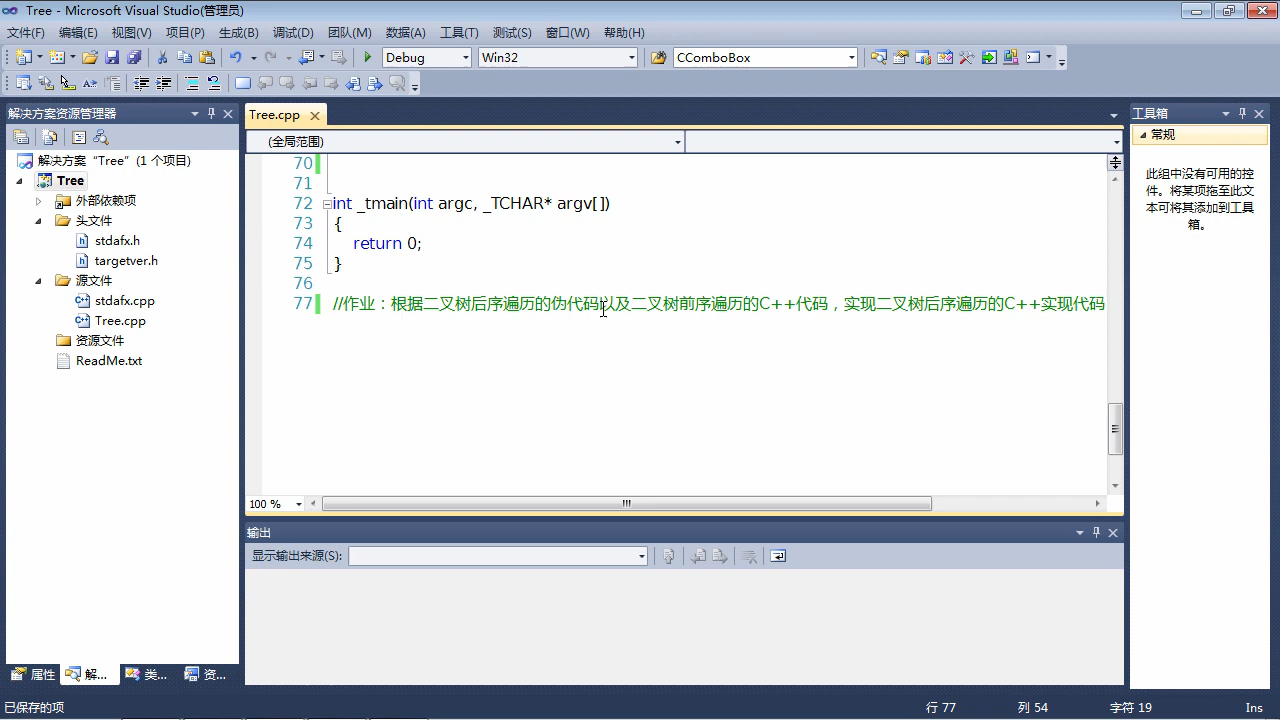 Tree - Microsoft Visual Studio(管理员)
文件(F) 编辑(E) 视图(V) 项目(P) 生成(B) 调试(D) 团队(M) 数据(A) 工具(T) 测试(S) 窗口(W) 帮助(H)
Debug Win32 CComboBox
解决方案资源管理器
Tree.cpp
工具箱
(全局范围)
常规
解决方案 "Tree" (1 个项目)
Tree
外部依赖项
头文件
stdafx.h
targetver.h
源文件
stdafx.cpp
Tree.cpp
资源文件
ReadMe.txt
70
71
72 int _tmain(int argc, _TCHAR* argv[])
73 {
74 return 0;
75 }
76
77 //作业：根据二叉树后序遍历的伪代码以及二叉树前序遍历的C++代码，实现二叉树后序遍历的C++实现代码
此组中没有可用的控
件。将某项拖至此文
本可将其添加到工具
箱。
100 %
输出
显示输出来源(S):
属性 解... 类... 资...
已保存的项 行 77 列 54 字符 19 Ins